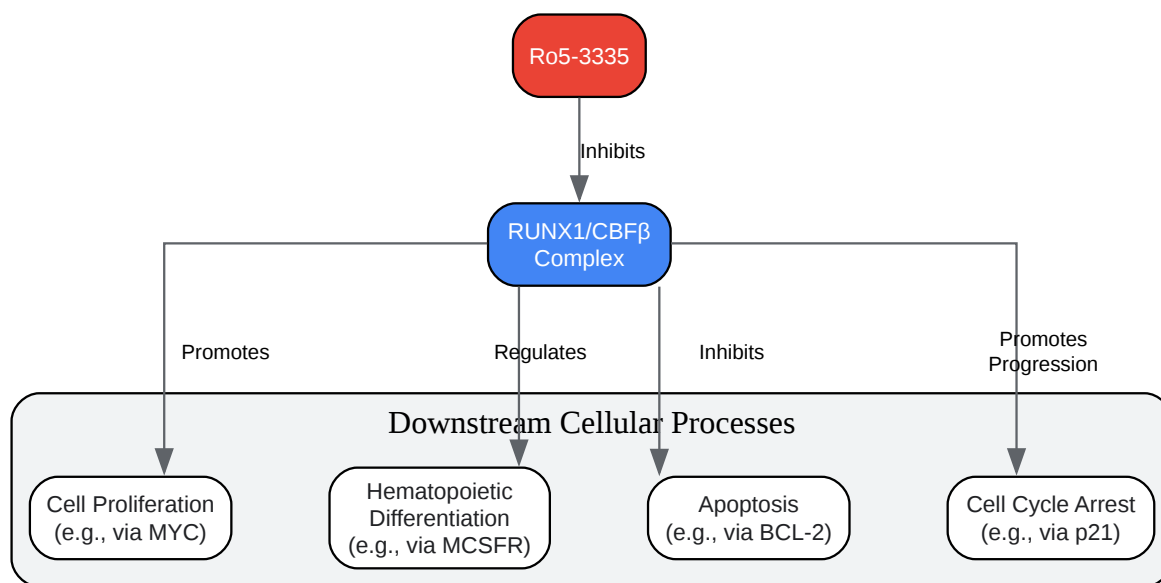 Ro5-3335
Inhibits
RUNX1/CBFβ
Complex
Promotes
Regulates
Inhibits
Promotes
Progression
Downstream Cellular Processes
Cell Proliferation
(e.g., via MYC)
Hematopoietic
Differentiation
(e.g., via MCSFR)
Apoptosis
(e.g., via BCL-2)
Cell Cycle Arrest
(e.g., via p21)